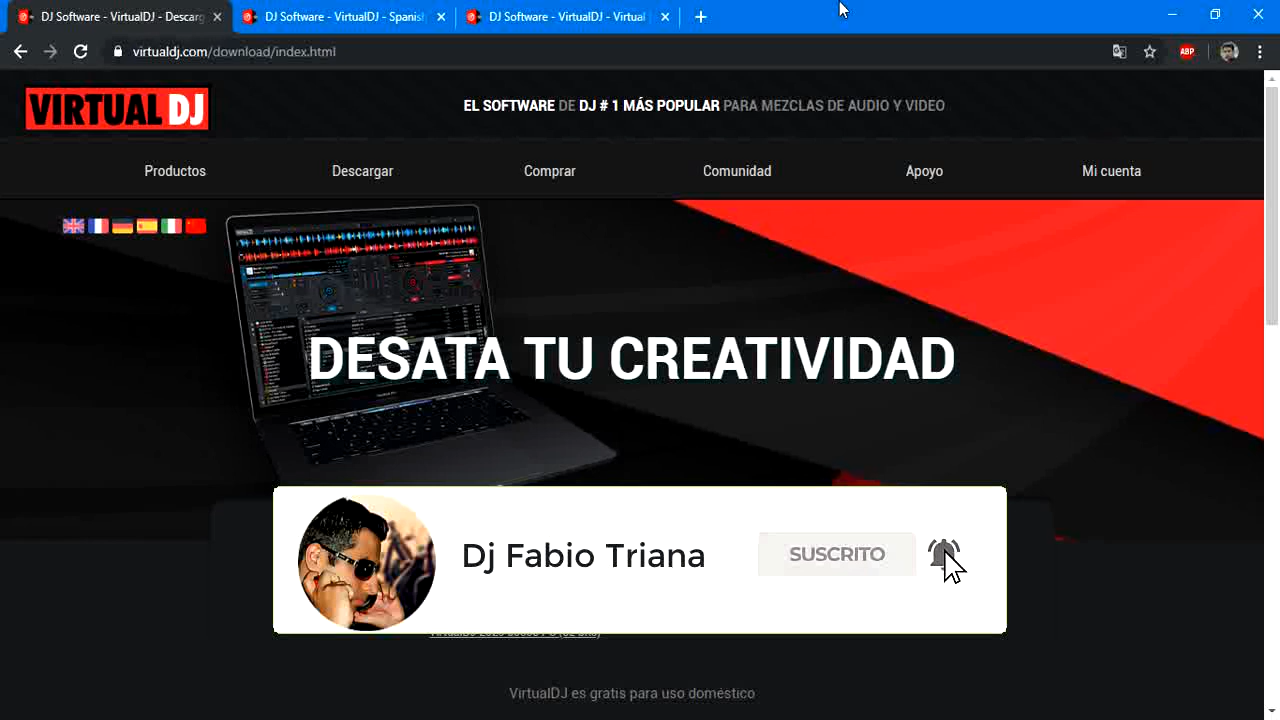 DJ Software - VirtualDJ - Descarg
DJ Software - VirtualDJ - Spanish
DJ Software - VirtualDJ - Virtual
virtualdj.com/download/index.html
ABP
VIRTUAL DJ
EL SOFTWARE DE DJ # 1 MÁS POPULAR PARA MEZCLAS DE AUDIO Y VIDEO
Productos
Descargar
Comprar
Comunidad
Apoyo
Mi cuenta
DESATA TU CREATIVIDAD
Dj Fabio Triana
SUSCRITO
VirtualDJ es gratis para uso doméstico